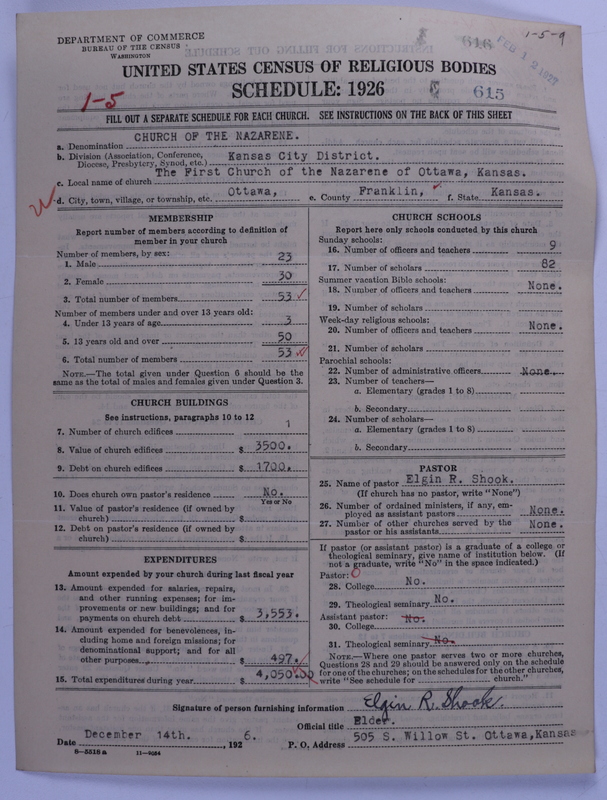 DEPARTMENT OF COMMERCE
BUREAU OF THE CENSUS
WASHINGTON
616
FEB 12 1927
1-5-9
UNITED STATES CENSUS OF RELIGIOUS BODIES
SCHEDULE: 1926
615
1-5
FILL OUT A SEPARATE SCHEDULE FOR EACH CHURCH. SEE INSTRUCTIONS ON THE BACK OF THIS SHEET
a. Denomination CHURCH OF THE NAZARENE.
b. Division (Association, Conference, Diocese, Presbytery, Synod, etc.) Kansas City District.
c. Local name of church The First Church of the Nazarene of Ottawa, Kansas.
d. City, town, village, or township, etc. Ottawa, e. County Franklin, f. State Kansas.
MEMBERSHIP
Report number of members according to definition of
member in your church
Number of members, by sex:
1. Male 23
2. Female 30
3. Total number of members 53
Number of members under and over 13 years old:
4. Under 13 years of age 3
5. 13 years old and over 50
6. Total number of members 53
NOTE.—The total given under Question 6 should be
same as the total of males and females given under Question 3.
CHURCH BUILDINGS
See instructions, paragraphs 10 to 12
7. Number of church edifices 1
8. Value of church edifices $ 3500.
9. Debt on church edifices $ 1700.
10. Does church own pastor's residence No.
Yes or No
11. Value of pastor's residence (if owned by
church) $
12. Debt on pastor's residence (if owned by
church) $
EXPENDITURES
Amount expended by your church during last fiscal year
13. Amount expended for salaries, repairs,
and other running expenses; for im-
provements or new buildings; and for
payments on church debt $ 3,553.
14. Amount expended for benevolences, in-
cluding home and foreign missions; for
denominational support; and for all
other purposes $ 497.
15. Total expenditures during year $ 4,050.00
CHURCH SCHOOLS
Report here only schools conducted by this church
Sunday schools:
16. Number of officers and teachers 9
17. Number of scholars 82
Summer vacation Bible schools:
18. Number of officers and teachers None.
19. Number of scholars
Week-day religious schools:
20. Number of officers and teachers None.
21. Number of scholars
Parochial schools:
22. Number of administrative officers None.
23. Number of teachers—
a. Elementary (grades 1 to 8)
b. Secondary
24. Number of scholars—
a. Elementary (grades 1 to 8)
b. Secondary
PASTOR
25. Name of pastor Elgin R. Shook.
(If church has no pastor, write "None")
26. Number of ordained ministers, if any, em-
ployed as assistant pastors None.
27. Number of other churches served by the
pastor or his assistants None.
If pastor (or assistant pastor) is a graduate of a college or
theological seminary, give name of institution below. (If
not a graduate, write "No" in the space indicated.)
Pastor: 0
28. College No.
29. Theological seminary No.
Assistant pastor:
30. College No.
31. Theological seminary No.
NOTE.—Where one pastor serves two or more churches,
Questions 28 and 29 should be answered only on the schedule
for one of the churches; on the schedules for the other churches,
write "See schedule for church."
Signature of person furnishing information Elgin R. Shook.
Official title Elder.
Date December 14th. , 1926. P. O. Address 505 S. Willow St. Ottawa, Kansas
8-5518a 11-9084